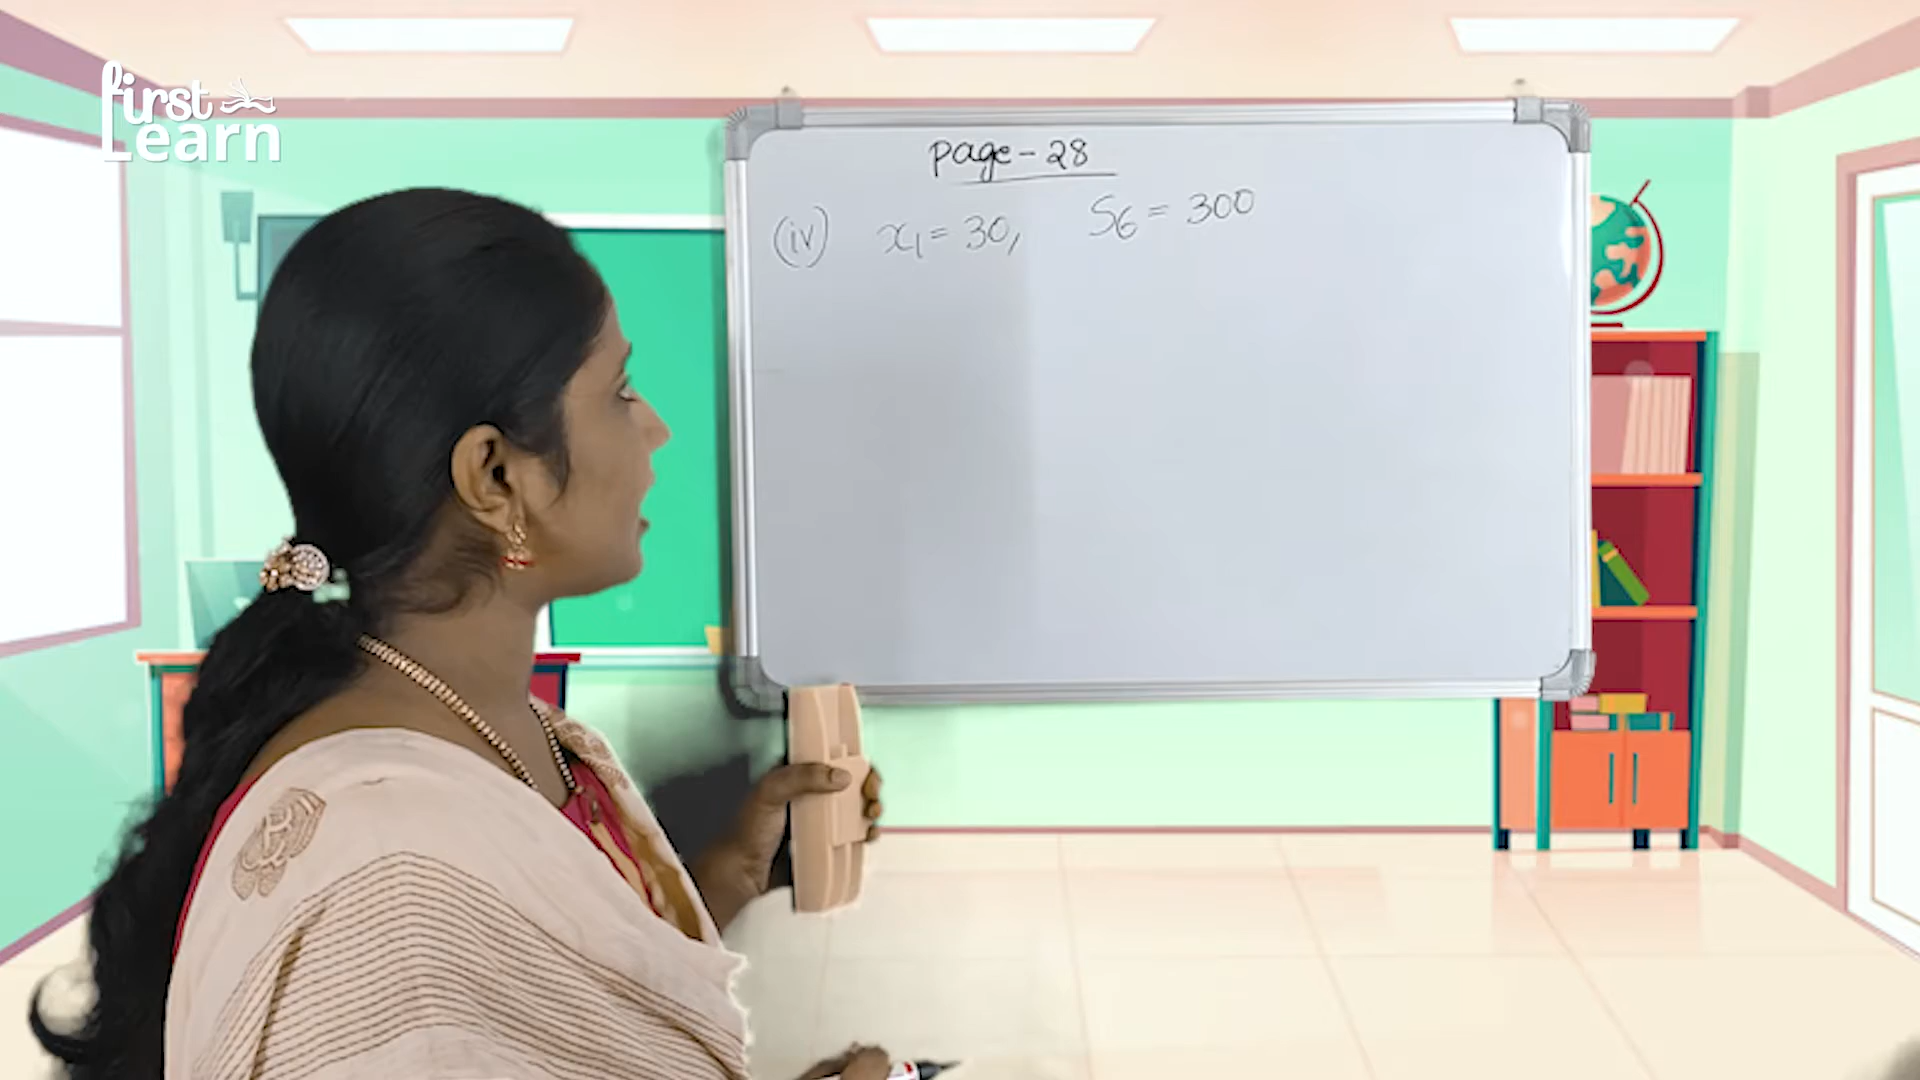 first
Learn
page - 28
(iv) x₁ = 30, S₆ = 300